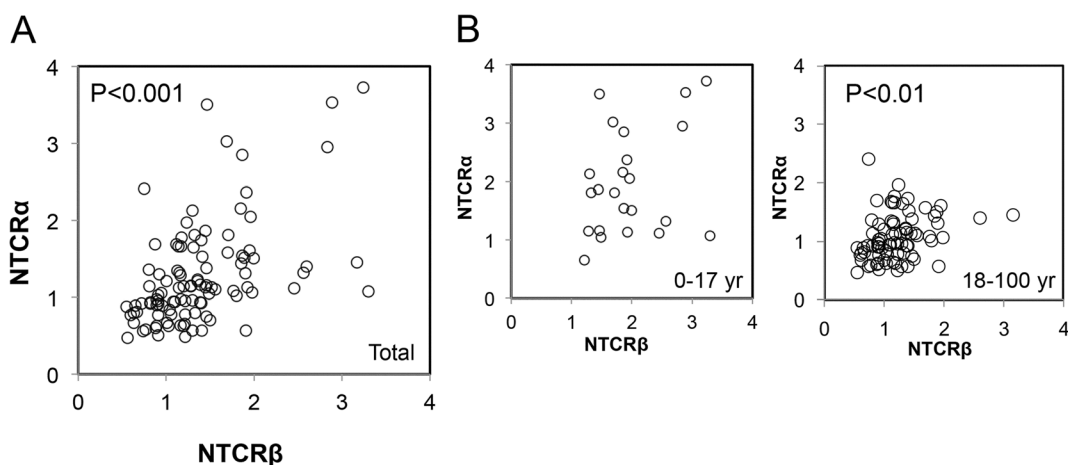 A
P<0.001
4
3
2
1
0
NTCRα
Total
0 1 2 3 4
NTCRβ
B
4
3
2
1
0
NTCRα
0-17 yr
0 1 2 3 4
NTCRβ
P<0.01
4
3
2
1
0
NTCRα
18-100 yr
0 1 2 3 4
NTCRβ